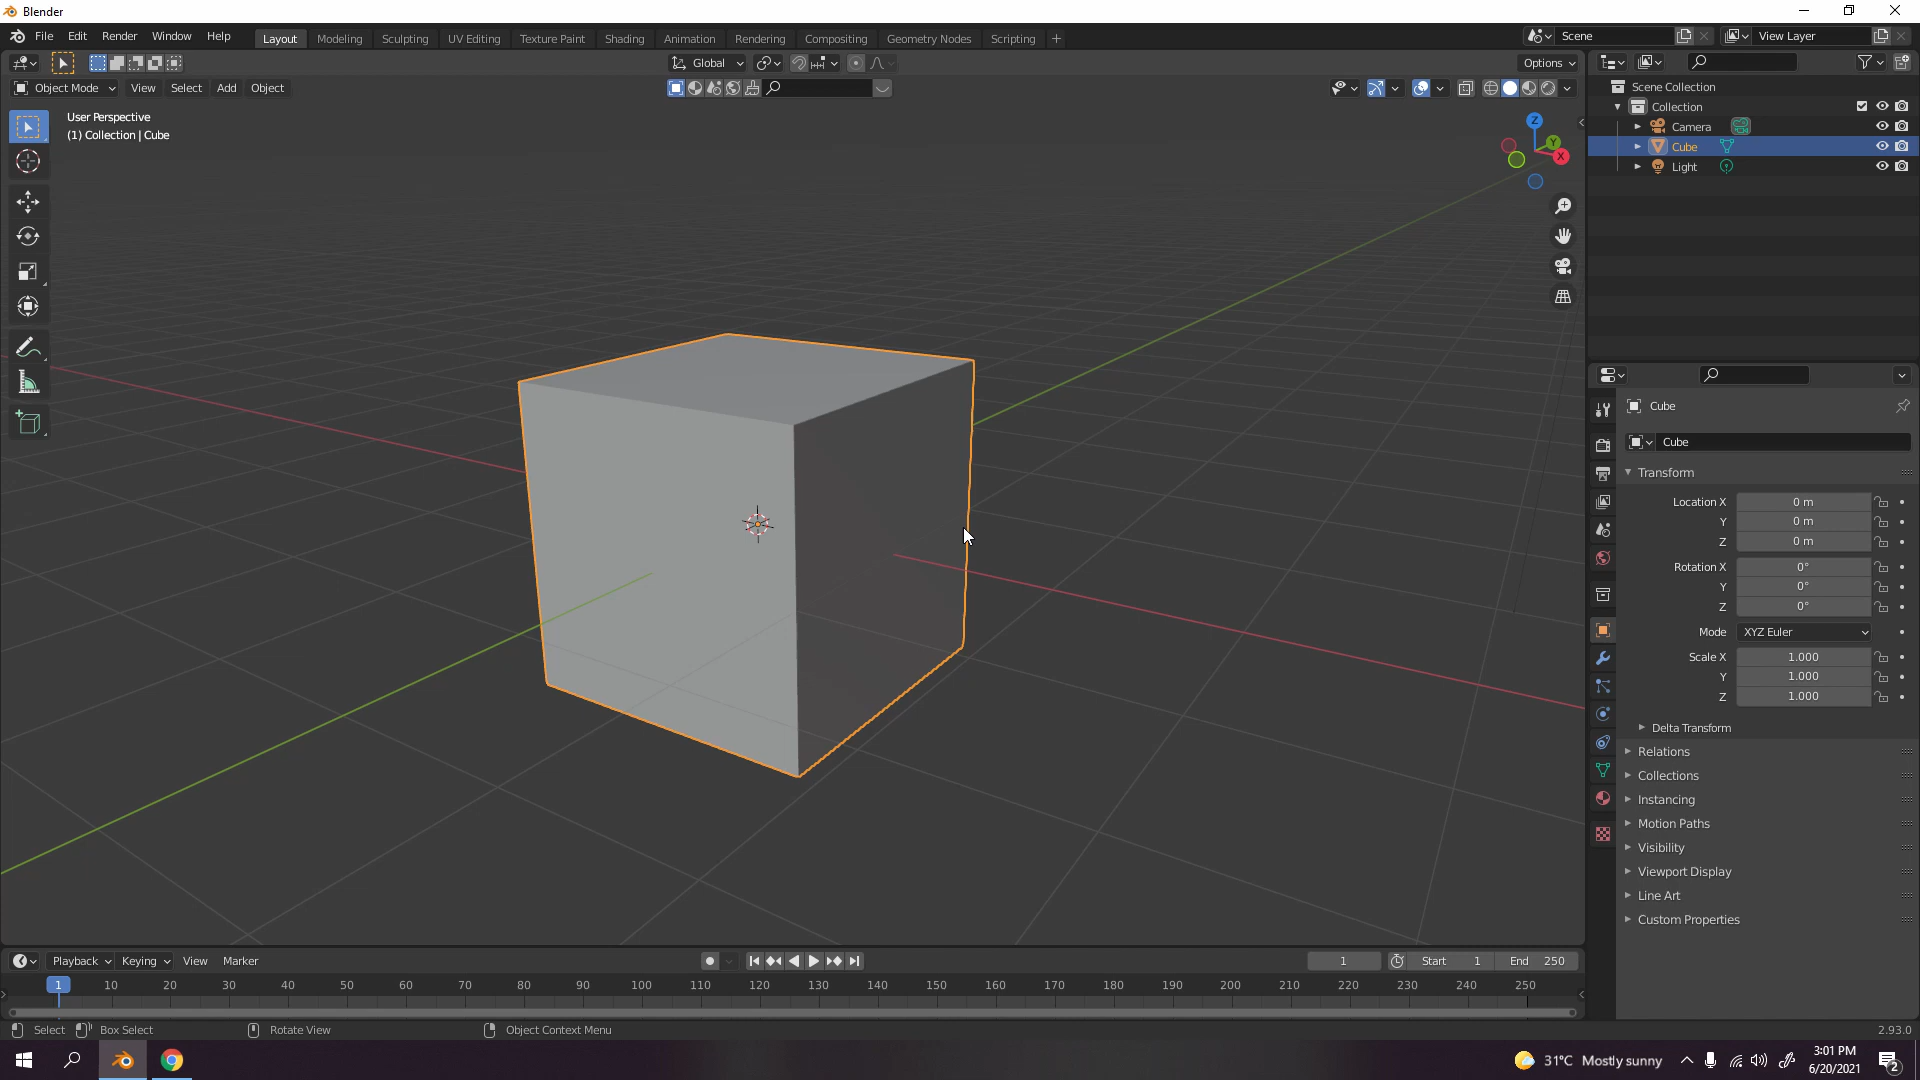 Blender
File Edit Render Window Help
Layout Modeling Sculpting UV Editing Texture Paint Shading Animation Rendering Compositing Geometry Nodes Scripting +
Scene
View Layer
Global
Options
Object Mode View Select Add Object
User Perspective
(1) Collection | Cube
Z
Y
X
Scene Collection
Collection
Camera
Cube
Light
Cube
Cube
Transform
Location X 0 m
Y 0 m
Z 0 m
Rotation X 0°
Y 0°
Z 0°
Mode XYZ Euler
Scale X 1.000
Y 1.000
Z 1.000
Delta Transform
Relations
Collections
Instancing
Motion Paths
Visibility
Viewport Display
Line Art
Custom Properties
Playback Keying View Marker
1 Start 1 End 250
1 10 20 30 40 50 60 70 80 90 100 110 120 130 140 150 160 170 180 190 200 210 220 230 240 250
Select Box Select Rotate View Object Context Menu
2.93.0
31°C Mostly sunny
3:01 PM
6/20/2021
2